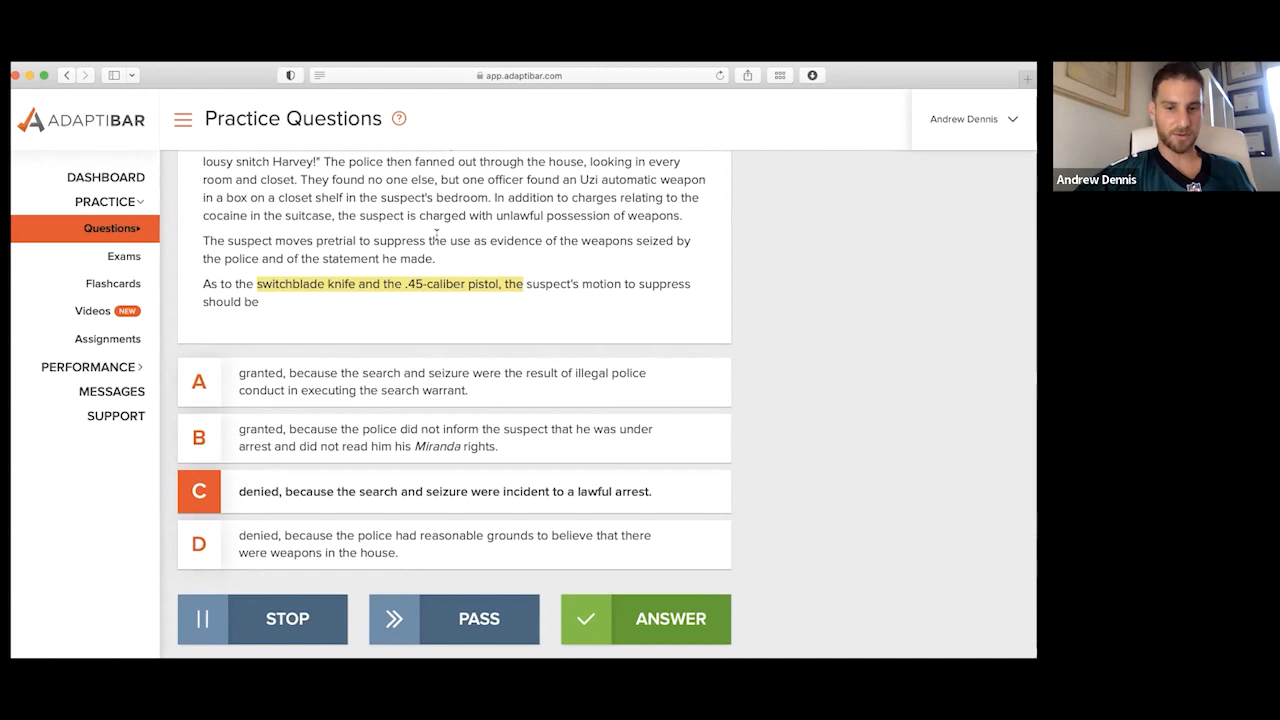 app.adaptibar.com
ADAPTIBAR
Practice Questions ?
Andrew Dennis
DASHBOARD
PRACTICE
Questions
Exams
Flashcards
Videos NEW
Assignments
PERFORMANCE
MESSAGES
SUPPORT
lousy snitch Harvey!" The police then fanned out through the house, looking in every
room and closet. They found no one else, but one officer found an Uzi automatic weapon
in a box on a closet shelf in the suspect's bedroom. In addition to charges relating to the
cocaine in the suitcase, the suspect is charged with unlawful possession of weapons.
The suspect moves pretrial to suppress the use as evidence of the weapons seized by
the police and of the statement he made.
As to the switchblade knife and the .45-caliber pistol, the suspect's motion to suppress
should be
A
granted, because the search and seizure were the result of illegal police
conduct in executing the search warrant.
B
granted, because the police did not inform the suspect that he was under
arrest and did not read him his Miranda rights.
C
denied, because the search and seizure were incident to a lawful arrest.
D
denied, because the police had reasonable grounds to believe that there
were weapons in the house.
STOP
PASS
ANSWER
Andrew Dennis